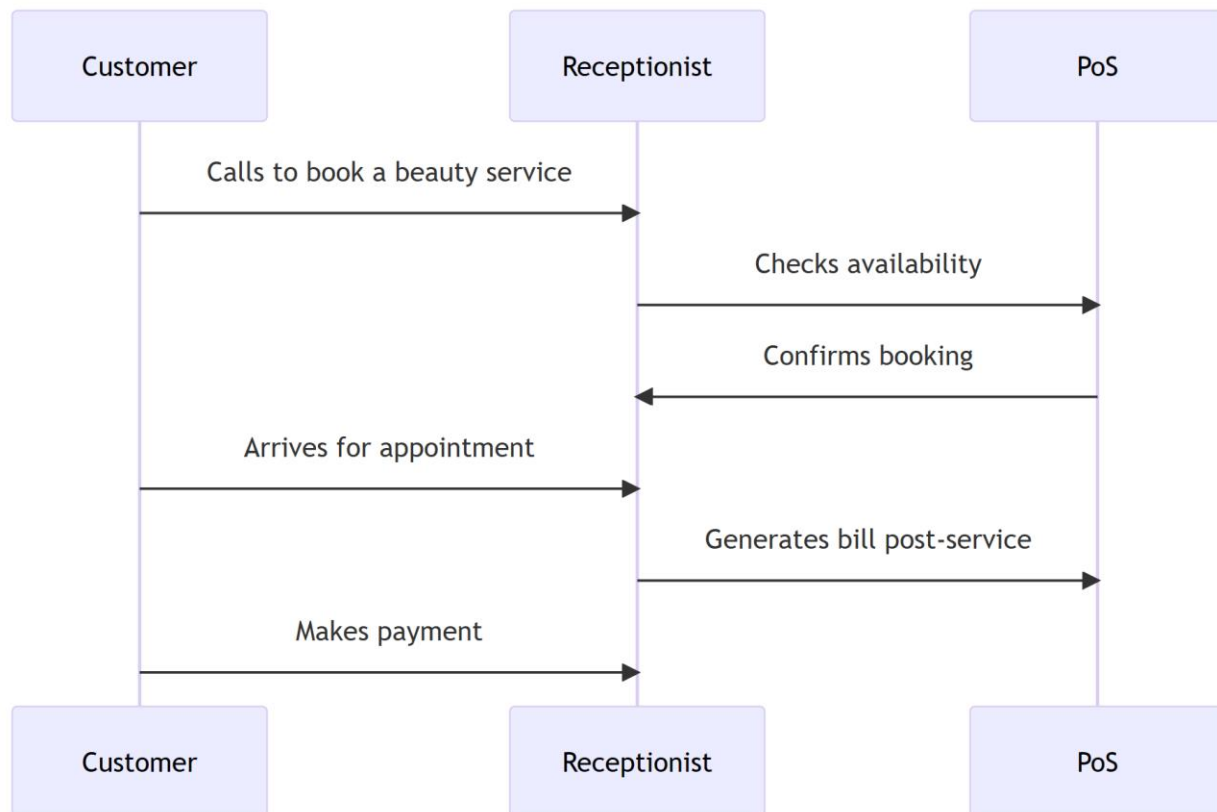 Customer
Receptionist
PoS
Calls to book a beauty service
Checks availability
Confirms booking
Arrives for appointment
Generates bill post-service
Makes payment
Customer
Receptionist
PoS